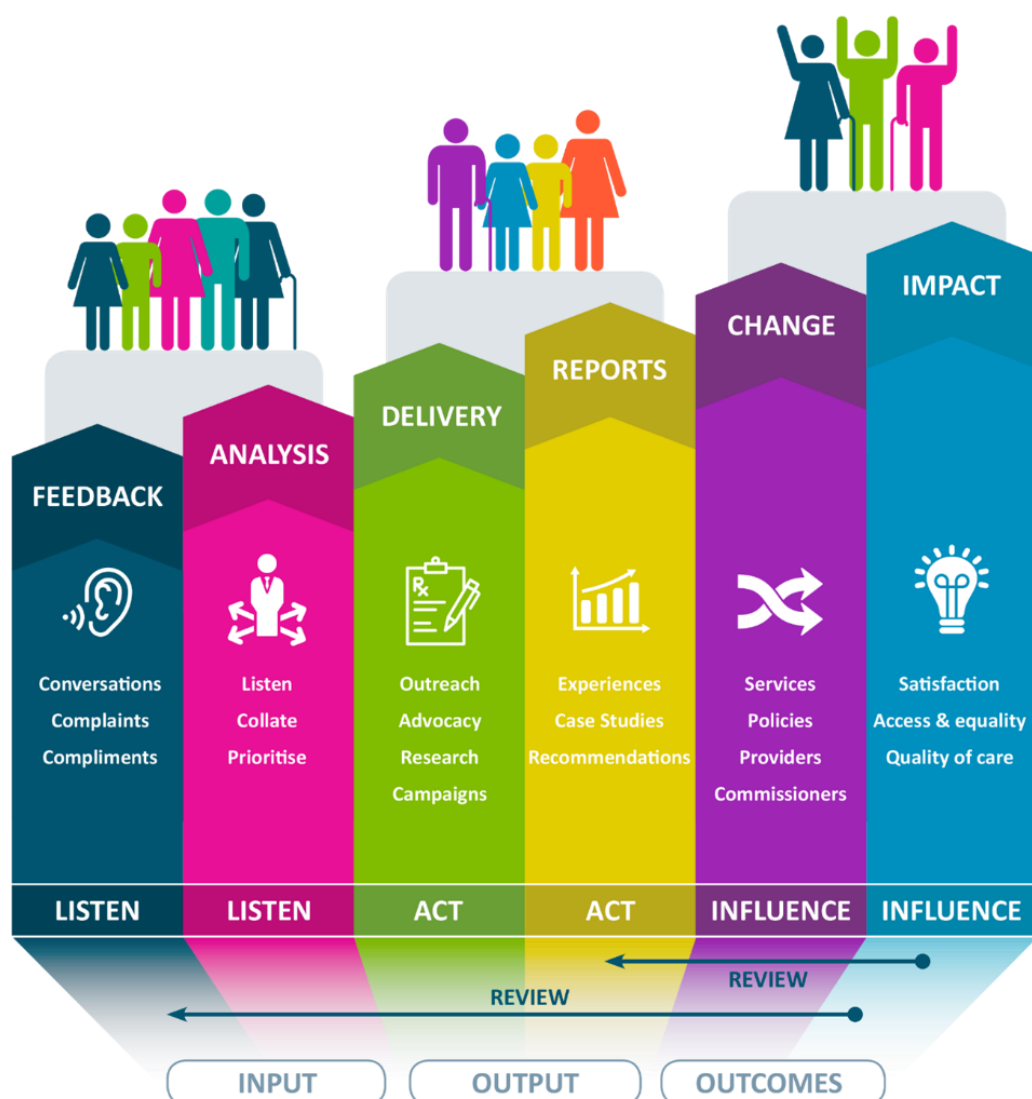 FEEDBACK
ANALYSIS
DELIVERY
REPORTS
CHANGE
IMPACT
Rx
Conversations
Complaints
Compliments
Listen
Collate
Prioritise
Outreach
Advocacy
Research
Campaigns
Experiences
Case Studies
Recommendations
Services
Policies
Providers
Commissioners
Satisfaction
Access & equality
Quality of care
LISTEN
LISTEN
ACT
ACT
INFLUENCE
INFLUENCE
REVIEW
REVIEW
INPUT
OUTPUT
OUTCOMES